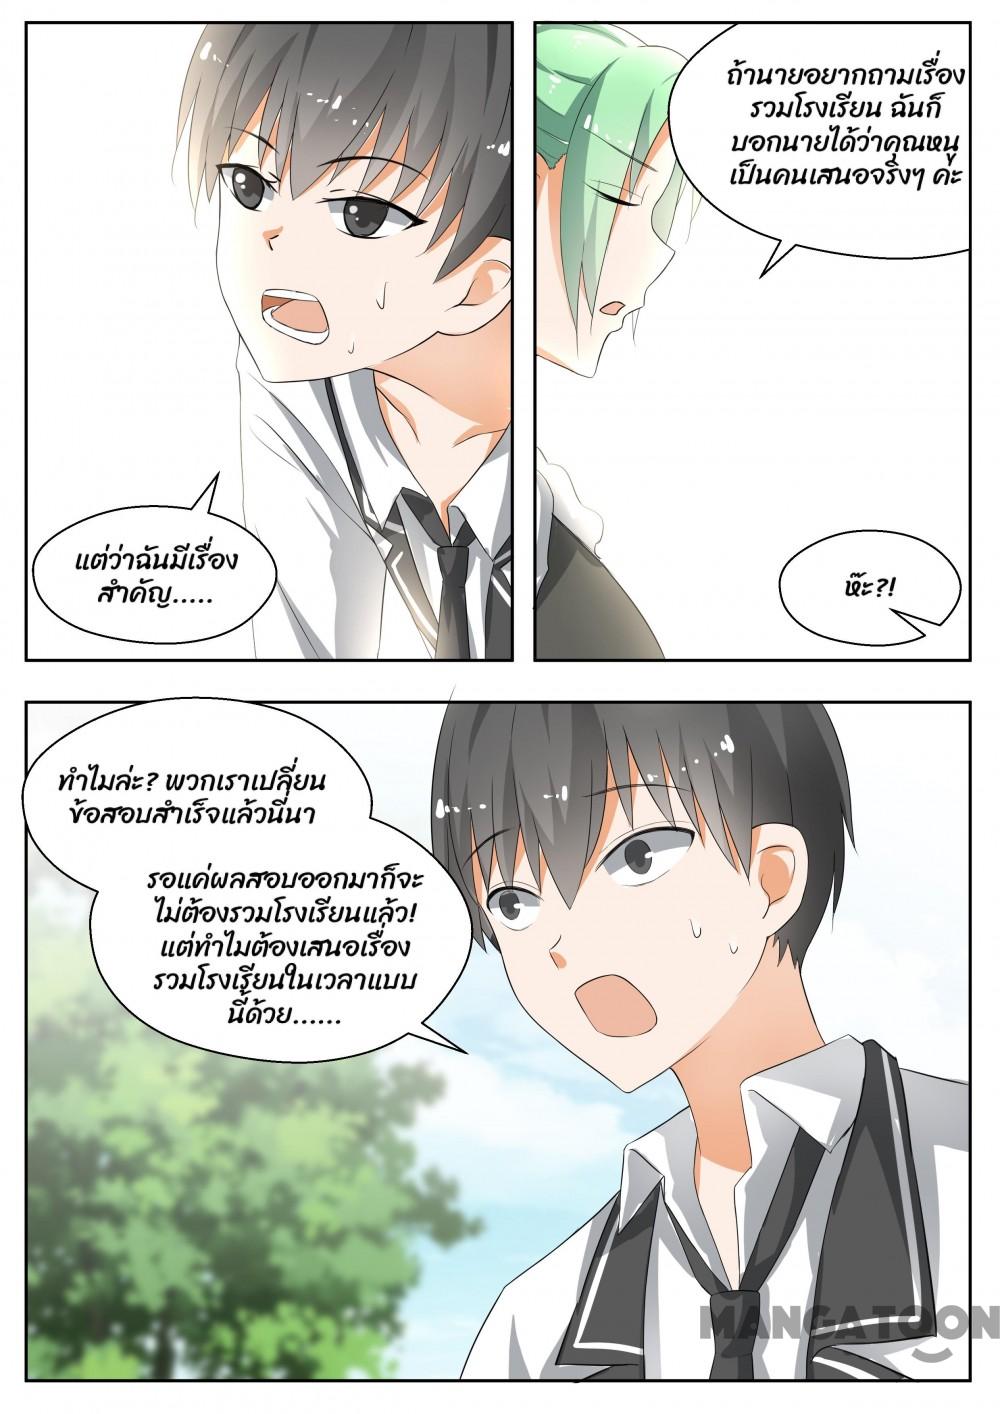 แต่ว่าฉันมีเรื่อง
สำคัญ.....
ถ้านายอยากถามเรื่อง
รวมโรงเรียน ฉันก็
บอกนายได้ว่าคุณหนู
เป็นคนเสนอจริงๆ ค่ะ
ห๊ะ?!
ทำไมล่ะ? พวกเราเปลี่ยน
ข้อสอบสำเร็จแล้วนี่นา
รอแค่ผลสอบออกมาก็จะ
ไม่ต้องรวมโรงเรียนแล้ว!
แต่ทำไมต้องเสนอเรื่อง
รวมโรงเรียนในเวลาแบบ
นี้ด้วย......
MANGATOON